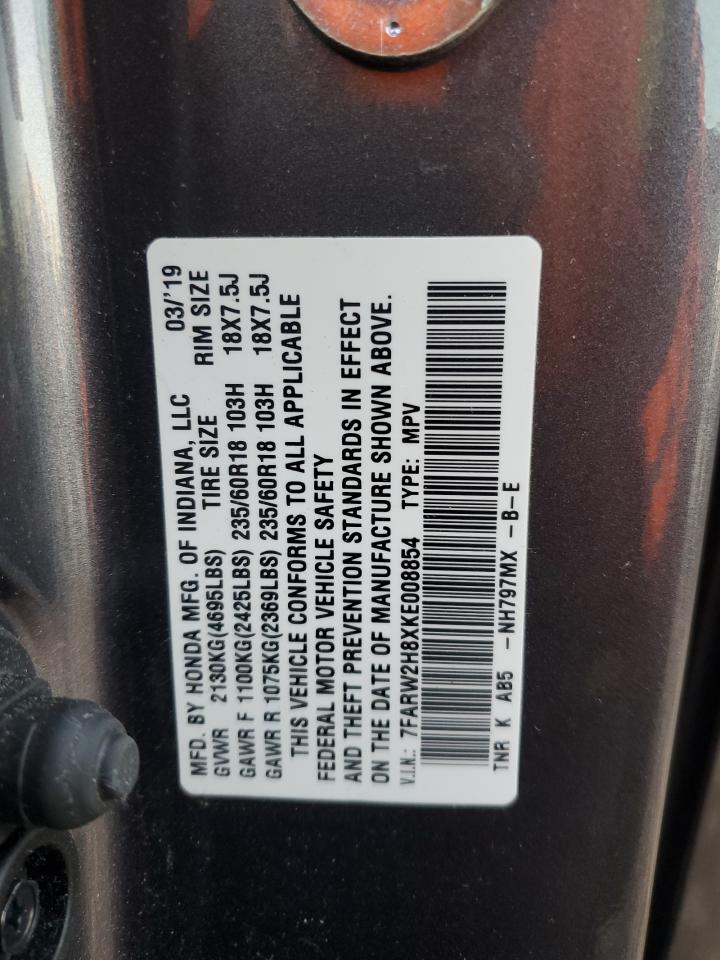 MFD. BY HONDA MFG. OF INDIANA, LLC 03/'19
GVWR 2130KG(4695LBS) TIRE SIZE RIM SIZE
GAWR F 1100KG(2425LBS) 235/60R18 103H 18X7.5J
GAWR R 1075KG(2369LBS) 235/60R18 103H 18X7.5J
THIS VEHICLE CONFORMS TO ALL APPLICABLE
FEDERAL MOTOR VEHICLE SAFETY
AND THEFT PREVENTION STANDARDS IN EFFECT
ON THE DATE OF MANUFACTURE SHOWN ABOVE.
V.I.N.: 7FARW2H8XKE008854 TYPE: MPV
TNR K AB5 -NH797MX -B-E